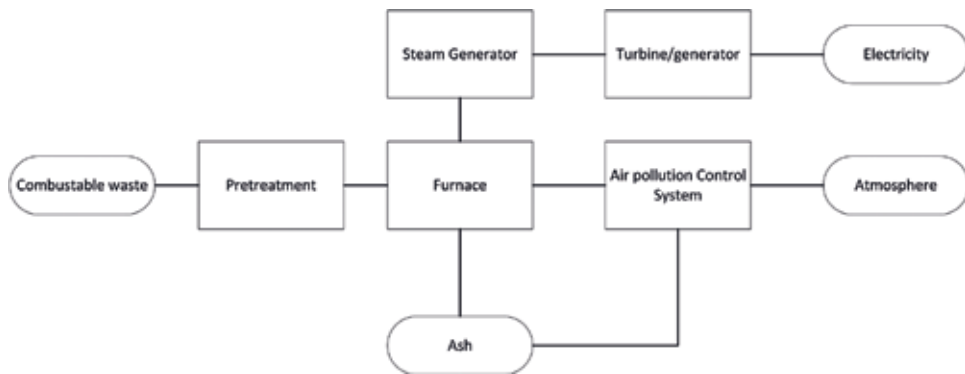 Steam Generator
Turbine/generator
Electricity
Combustable waste
Pretreatment
Furnace
Air pollution Control
System
Atmosphere
Ash